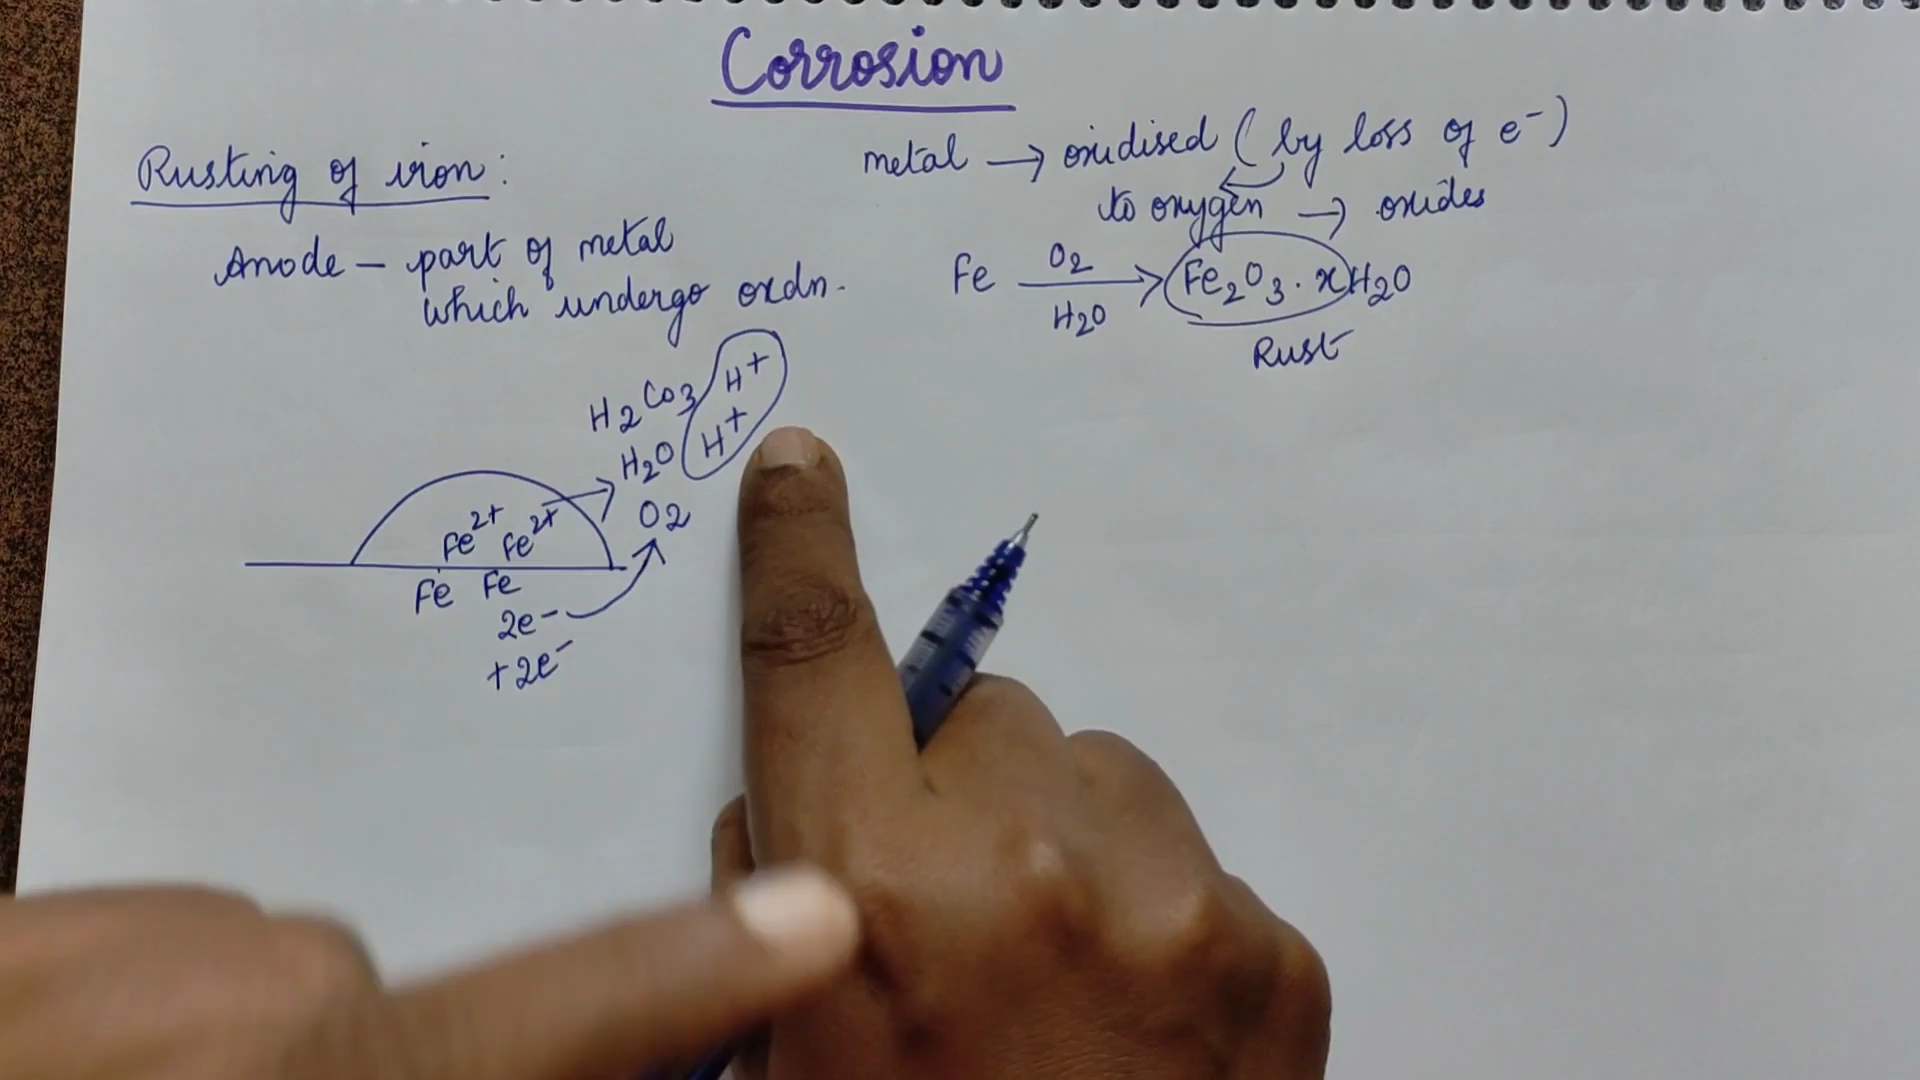 Corrosion
Rusting of iron:
Anode — part of metal
which undergo oxdn.
metal → oxidised (by loss of e⁻)
to oxygen → oxides
Fe O₂ H₂O → Fe₂O₃ · xH₂O
Rust
H₂CO₃ H⁺
H₂O H⁺
O₂
Fe²⁺ Fe²⁺
Fe Fe
2e⁻
+2e⁻